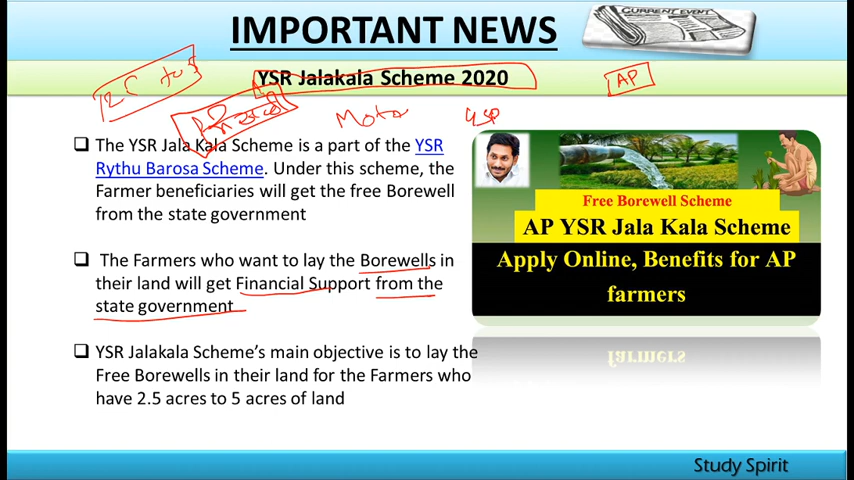 IMPORTANT NEWS
CURRENT EVENT
YSR Jalakala Scheme 2020
AP
Motor
The YSR Jala Kala Scheme is a part of the YSR
Rythu Barosa Scheme. Under this scheme, the
Farmer beneficiaries will get the free Borewell
from the state government
The Farmers who want to lay the Borewells in
their land will get Financial Support from the
state government
YSR Jalakala Scheme's main objective is to lay the
Free Borewells in their land for the Farmers who
have 2.5 acres to 5 acres of land
Free Borewell Scheme
AP YSR Jala Kala Scheme
Apply Online, Benefits for AP
farmers
Study Spirit